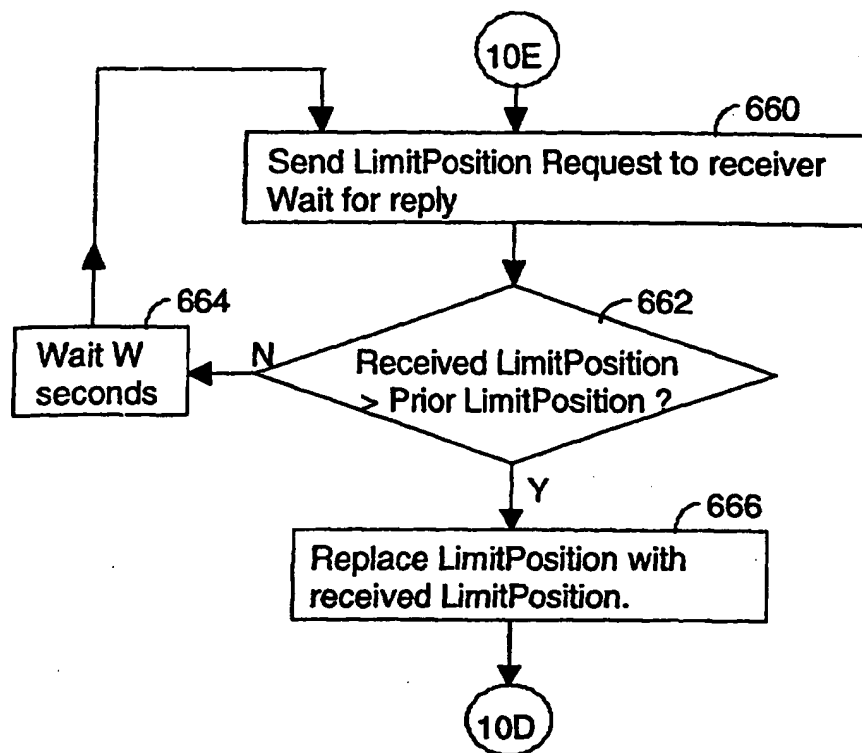 10E
660
Send LimitPosition Request to receiver
Wait for reply
664
662
Wait W
seconds
N
Received LimitPosition
> Prior LimitPosition ?
Y
666
Replace LimitPosition with
received LimitPosition.
10D